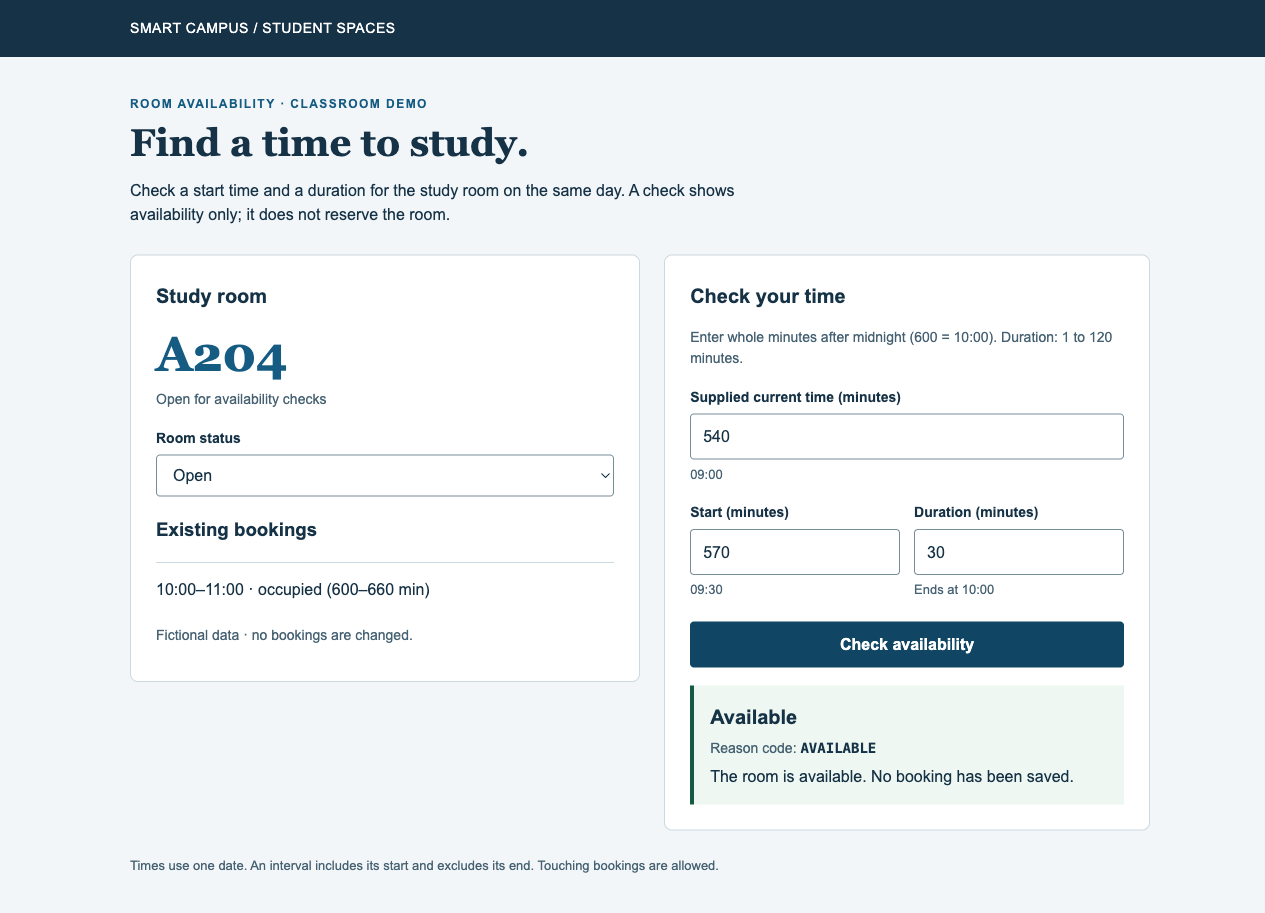 SMART CAMPUS / STUDENT SPACES
ROOM AVAILABILITY · CLASSROOM DEMO
Find a time to study.
Check a start time and a duration for the study room on the same day. A check shows
availability only; it does not reserve the room.
Study room
A204
Open for availability checks
Room status
Open
Existing bookings
10:00–11:00 · occupied (600–660 min)
Fictional data · no bookings are changed.
Check your time
Enter whole minutes after midnight (600 = 10:00). Duration: 1 to 120
minutes.
Supplied current time (minutes)
540
09:00
Start (minutes)
570
09:30
Duration (minutes)
30
Ends at 10:00
Check availability
Available
Reason code: AVAILABLE
The room is available. No booking has been saved.
Times use one date. An interval includes its start and excludes its end. Touching bookings are allowed.